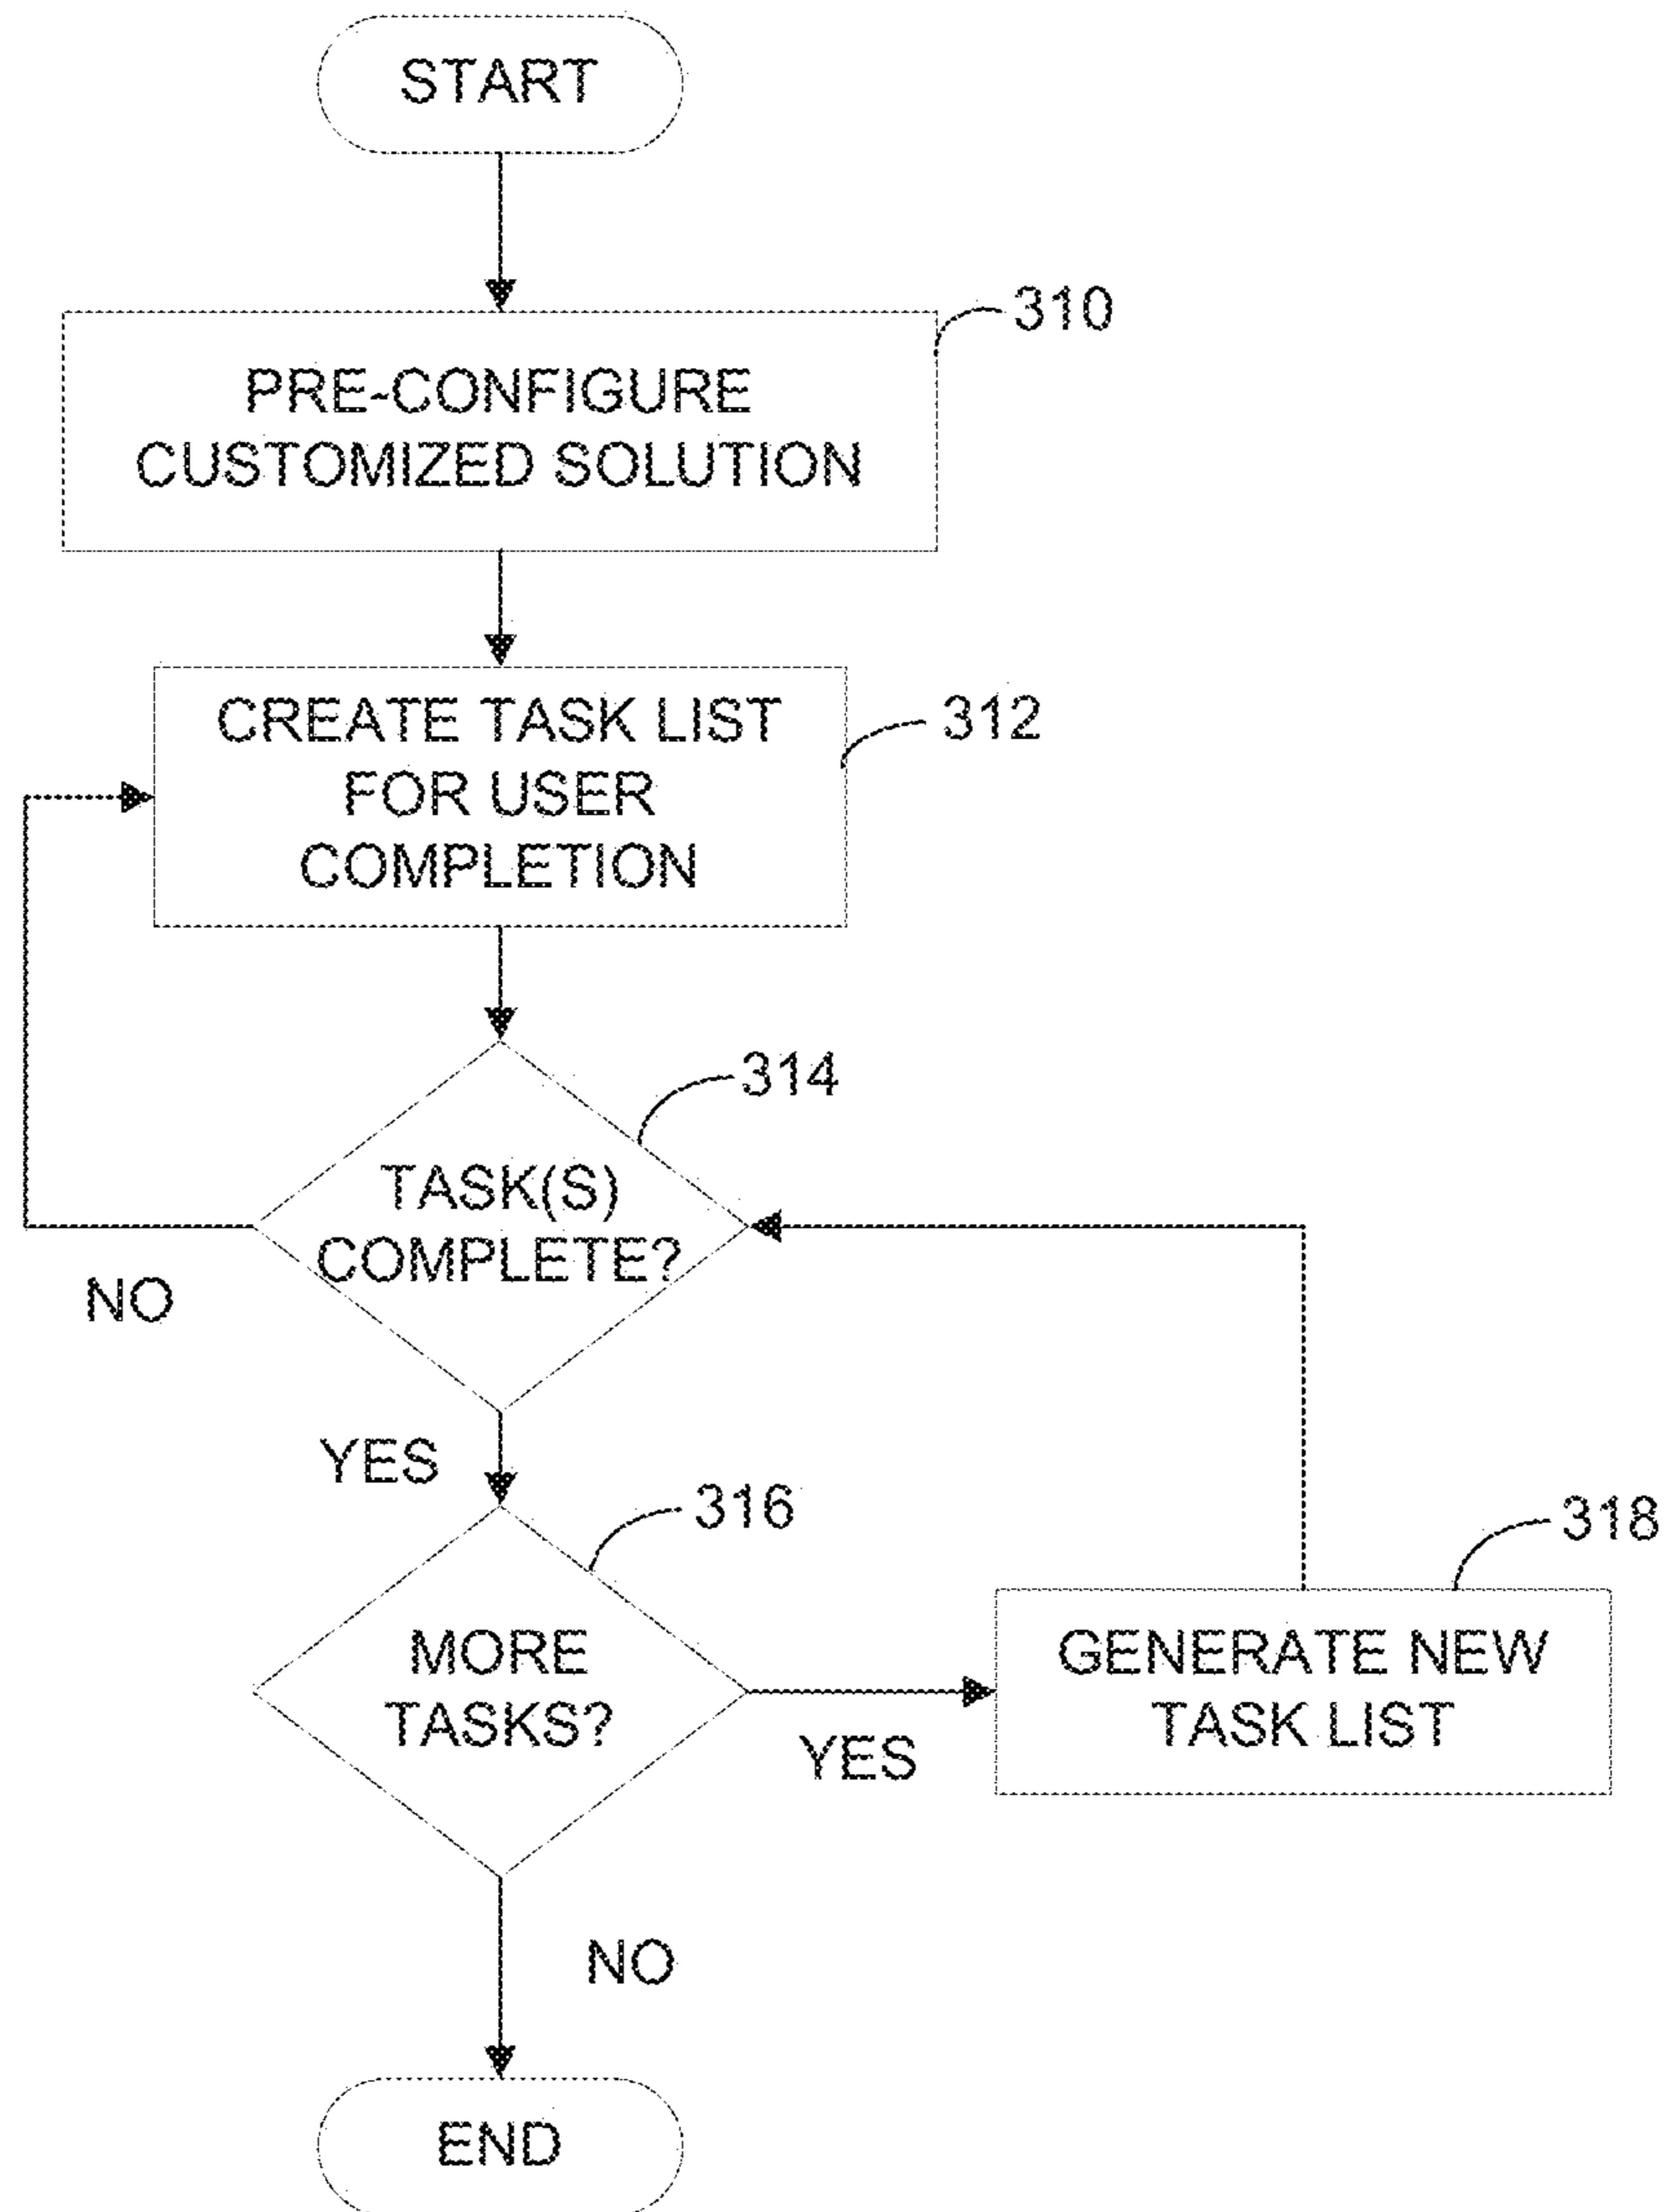 START
310
PRE-CONFIGURE
CUSTOMIZED SOLUTION
312
CREATE TASK LIST
FOR USER
COMPLETION
314
TASK(S)
COMPLETE?
NO
YES
316
318
MORE
TASKS?
GENERATE NEW
TASK LIST
YES
NO
END